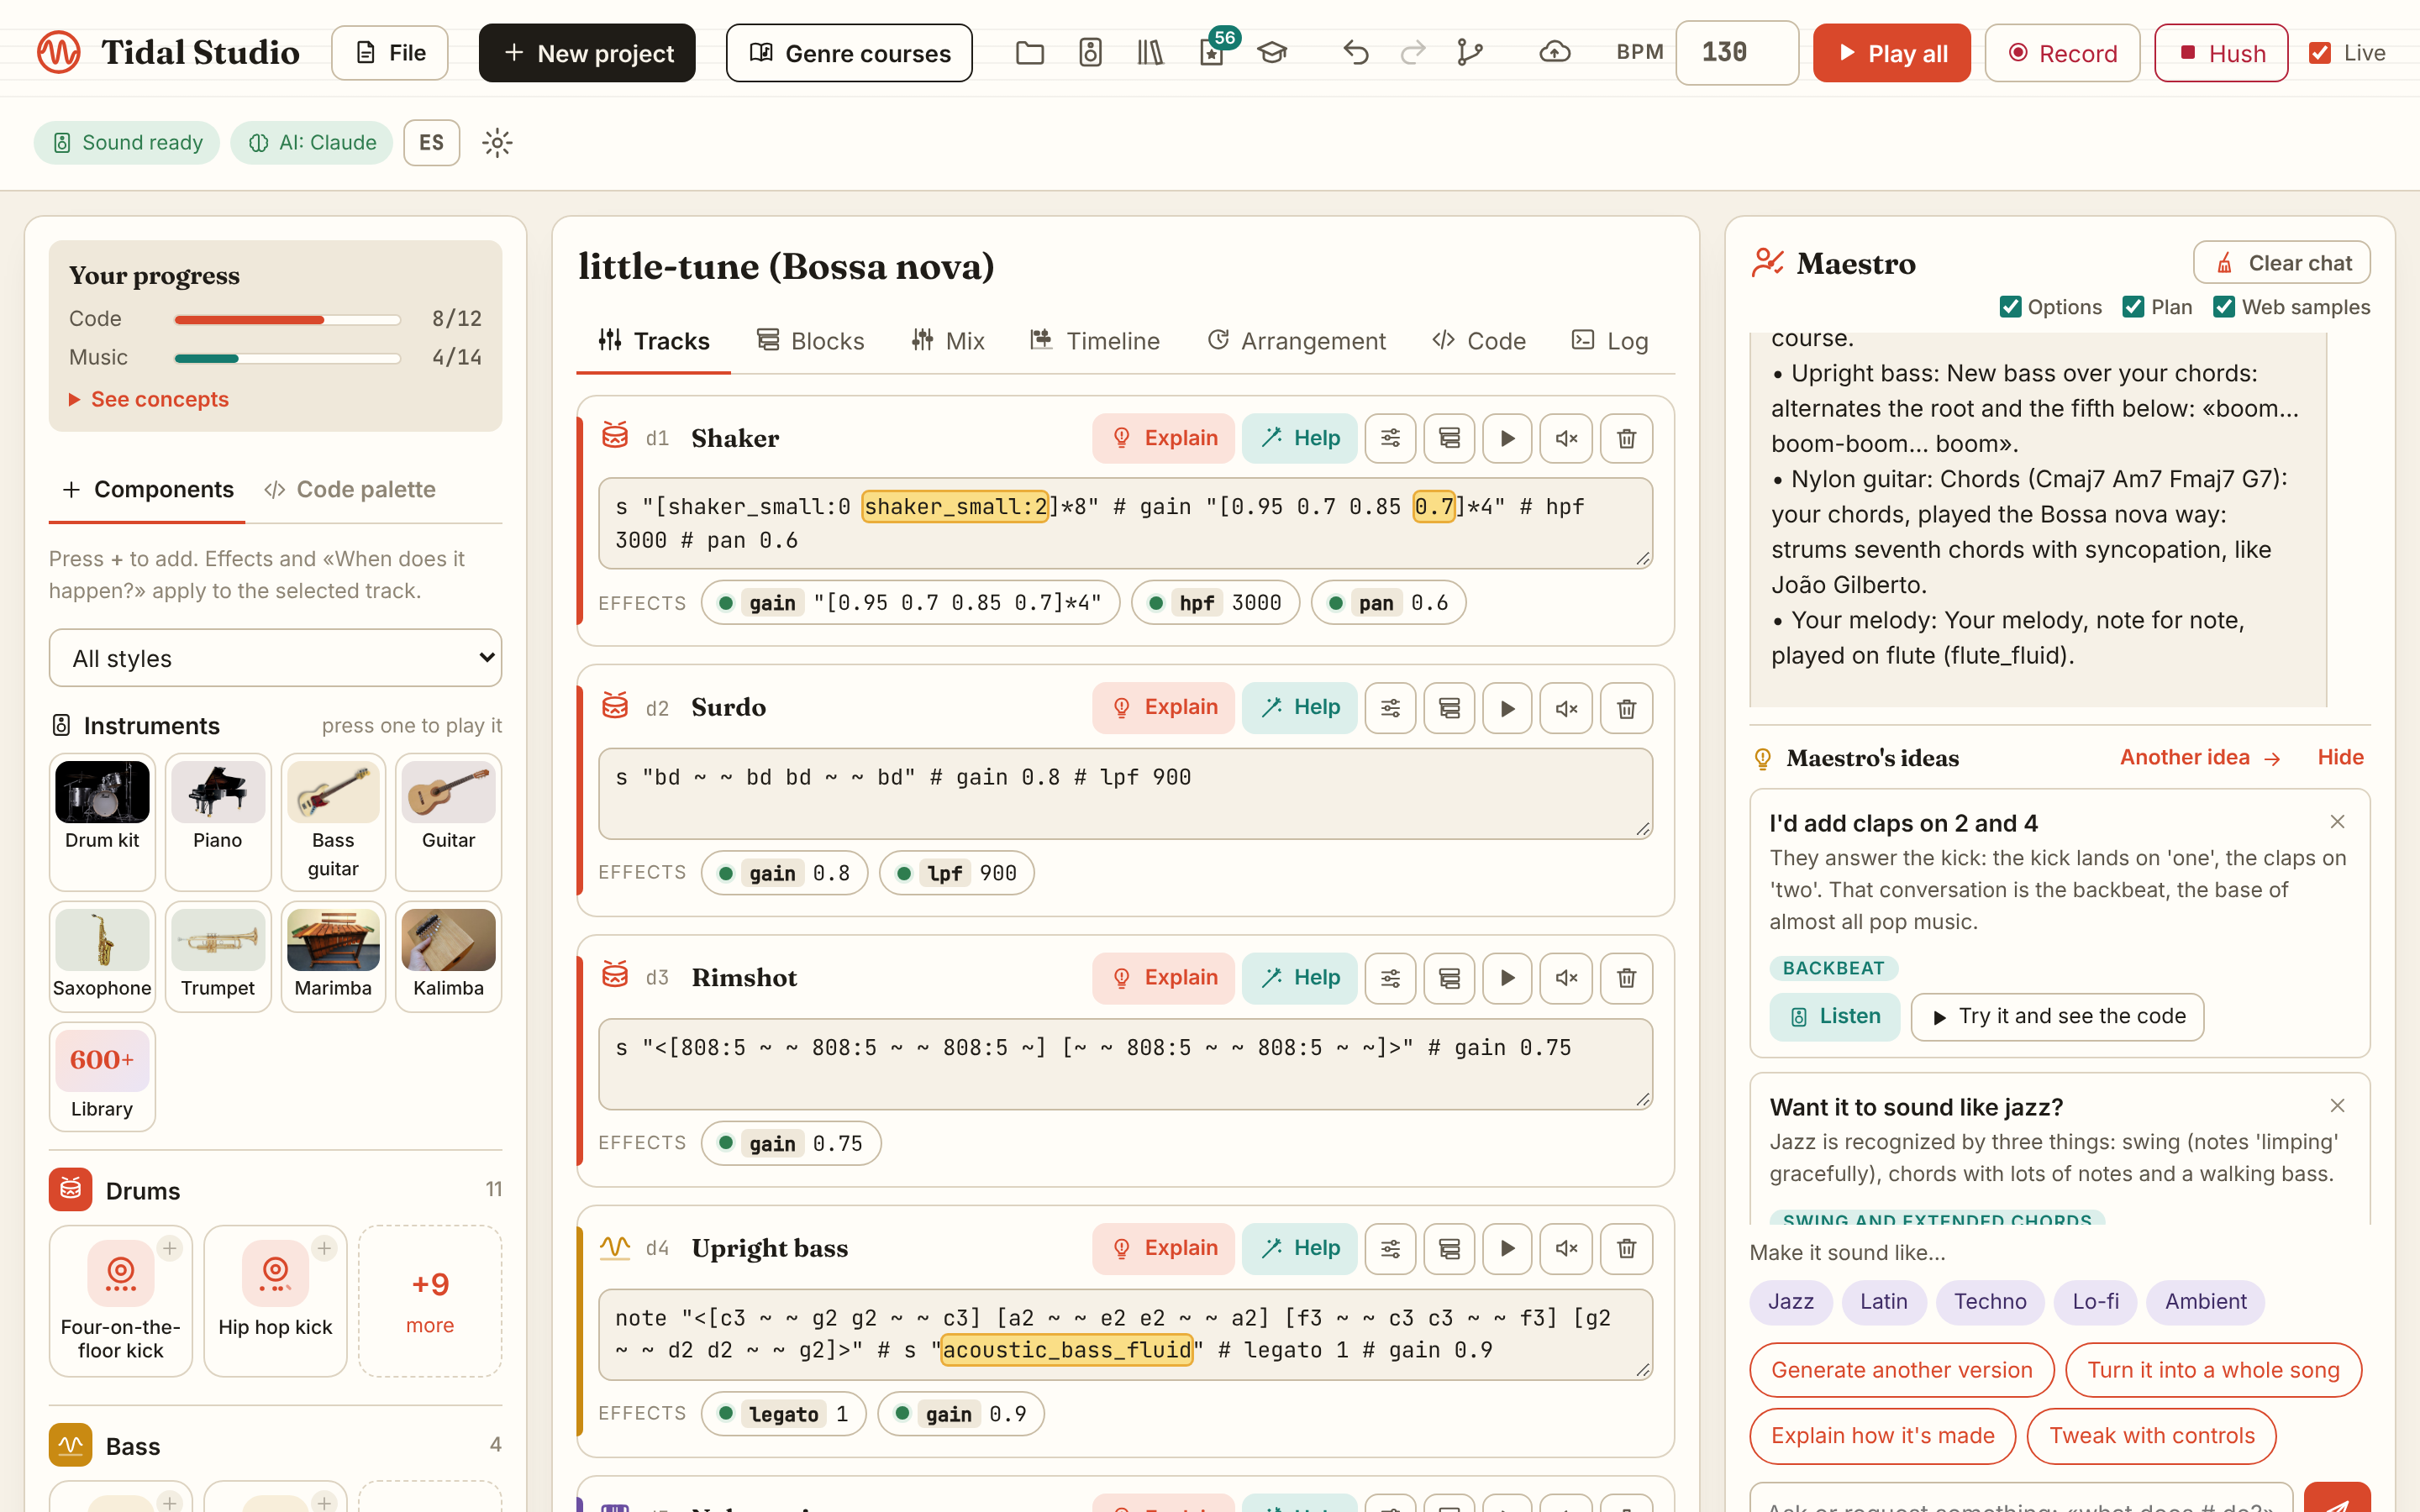 Tidal Studio
File
+ New project
Genre courses
56
BPM
130
Play all
Record
Hush
Live
Sound ready
AI: Claude
ES
Your progress
Code
8/12
Music
4/14
See concepts
+ Components
Code palette
Press + to add. Effects and «When does it
happen?» apply to the selected track.
All styles
Instruments
press one to play it
Drum kit
Piano
Bass
guitar
Guitar
Saxophone
Trumpet
Marimba
Kalimba
600+
Library
Drums
11
Four-on-the-
floor kick
Hip hop kick
+9
more
Bass
4
little-tune (Bossa nova)
Tracks
Blocks
Mix
Timeline
Arrangement
Code
Log
d1
Shaker
Explain
Help
s "[shaker_small:0 shaker_small:2]*8" # gain "[0.95 0.7 0.85 0.7]*4" # hpf
3000 # pan 0.6
EFFECTS
gain "[0.95 0.7 0.85 0.7]*4"
hpf 3000
pan 0.6
d2
Surdo
Explain
Help
s "bd ~ ~ bd bd ~ ~ bd" # gain 0.8 # lpf 900
EFFECTS
gain 0.8
lpf 900
d3
Rimshot
Explain
Help
s "<[808:5 ~ ~ 808:5 ~ ~ 808:5 ~] [~ ~ 808:5 ~ ~ 808:5 ~ ~]>" # gain 0.75
EFFECTS
gain 0.75
d4
Upright bass
Explain
Help
note "<[c3 ~ ~ g2 g2 ~ ~ c3] [a2 ~ ~ e2 e2 ~ ~ a2] [f3 ~ ~ c3 c3 ~ ~ f3] [g2
~ ~ d2 d2 ~ ~ g2]>" # s "acoustic_bass_fluid" # legato 1 # gain 0.9
EFFECTS
legato 1
gain 0.9
Maestro
Clear chat
Options
Plan
Web samples
course.
• Upright bass: New bass over your chords:
alternates the root and the fifth below: «boom...
boom-boom... boom».
• Nylon guitar: Chords (Cmaj7 Am7 Fmaj7 G7):
your chords, played the Bossa nova way:
strums seventh chords with syncopation, like
João Gilberto.
• Your melody: Your melody, note for note,
played on flute (flute_fluid).
Maestro's ideas
Another idea →
Hide
I'd add claps on 2 and 4
They answer the kick: the kick lands on 'one', the claps on
'two'. That conversation is the backbeat, the base of
almost all pop music.
BACKBEAT
Listen
Try it and see the code
Want it to sound like jazz?
Jazz is recognized by three things: swing (notes 'limping'
gracefully), chords with lots of notes and a walking bass.
SWING AND EXTENDED CHORDS
Make it sound like...
Jazz
Latin
Techno
Lo-fi
Ambient
Generate another version
Turn it into a whole song
Explain how it's made
Tweak with controls